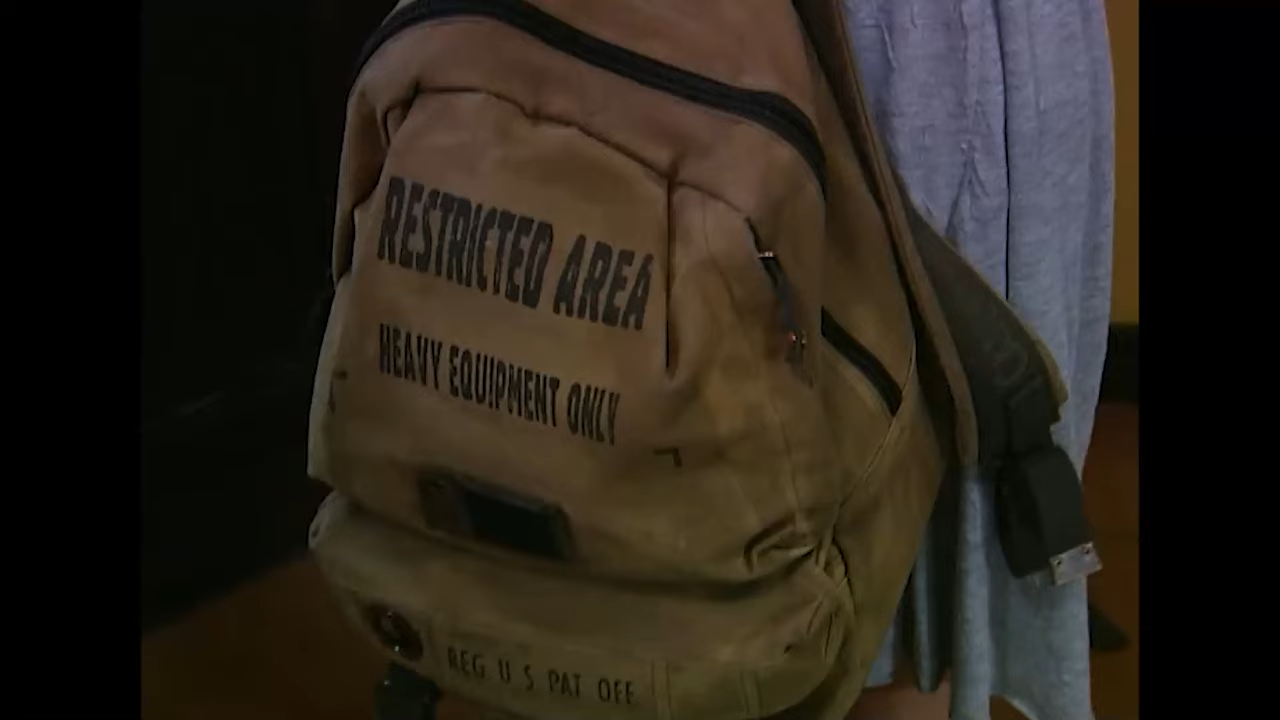 RESTRICTED AREA
HEAVY EQUIPMENT ONLY
REG U S PAT OFF